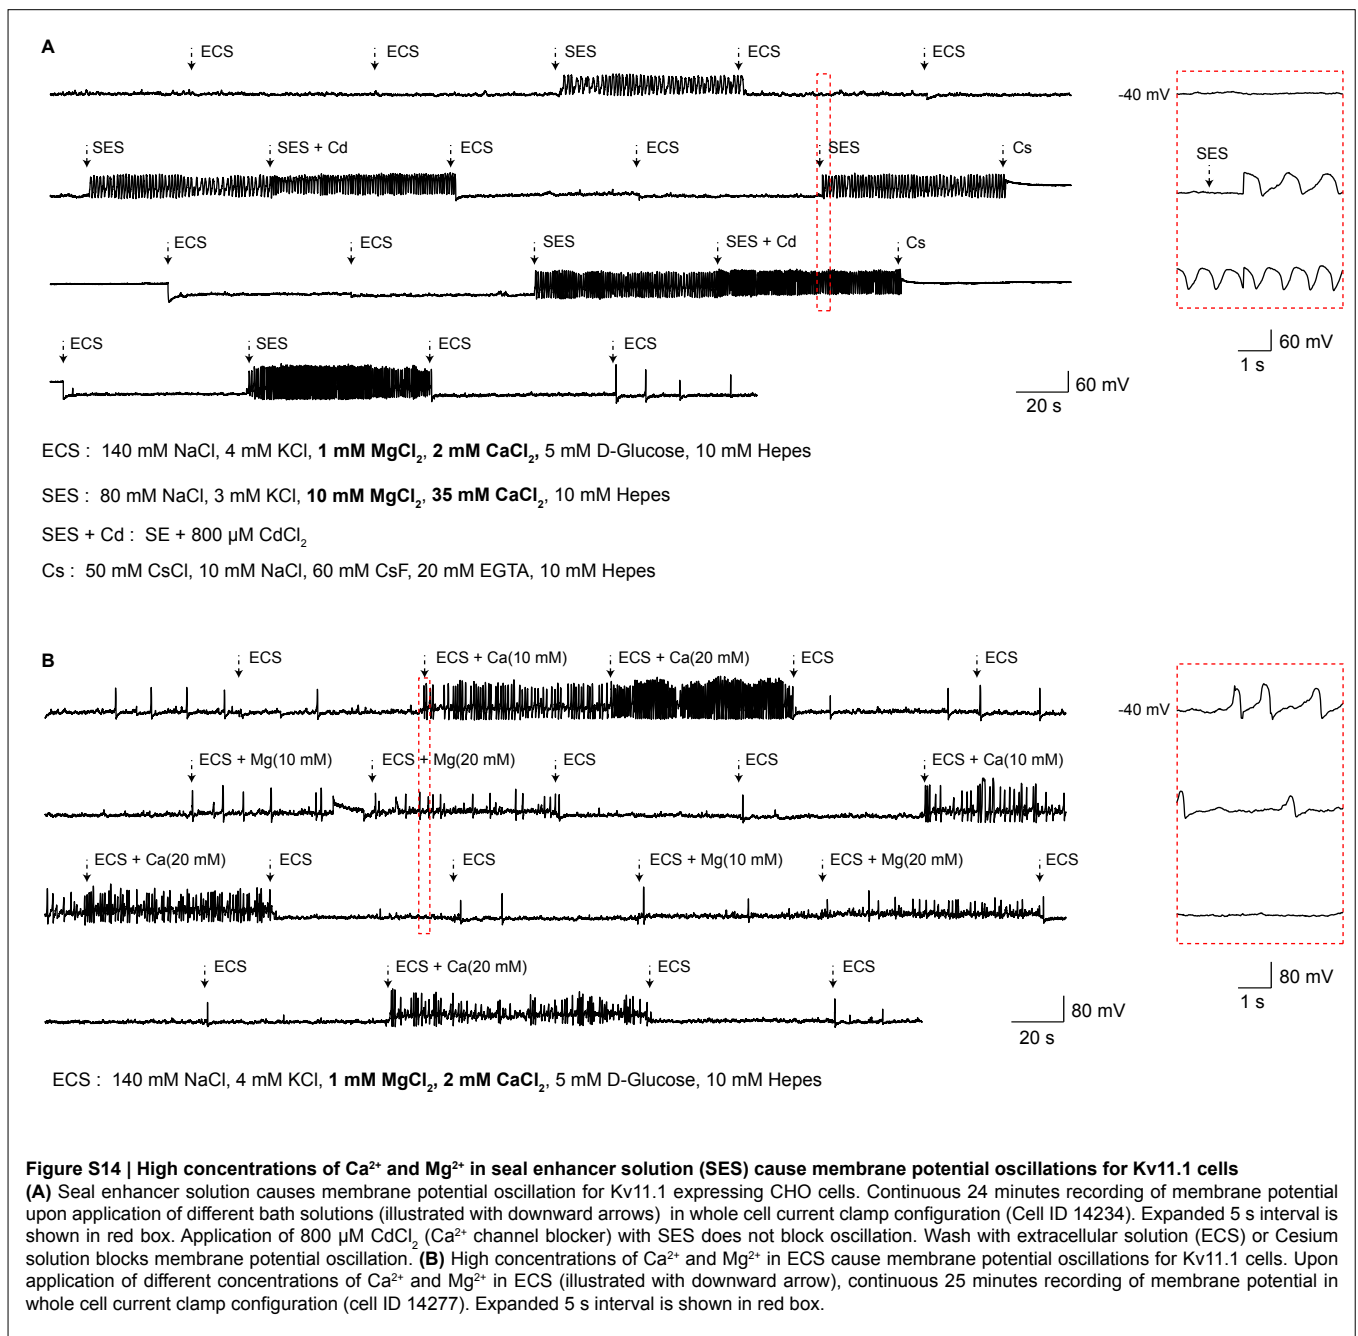 A
ECS
ECS
SES
ECS
ECS
-40 mV
SES
SES + Cd
ECS
ECS
SES
Cs
SES
ECS
ECS
SES
SES + Cd
Cs
ECS
SES
ECS
ECS
60 mV
20 s
60 mV
1 s
ECS : 140 mM NaCl, 4 mM KCl, 1 mM MgCl₂, 2 mM CaCl₂, 5 mM D-Glucose, 10 mM Hepes
SES : 80 mM NaCl, 3 mM KCl, 10 mM MgCl₂, 35 mM CaCl₂, 10 mM Hepes
SES + Cd : SE + 800 µM CdCl₂
Cs : 50 mM CsCl, 10 mM NaCl, 60 mM CsF, 20 mM EGTA, 10 mM Hepes
B
ECS
ECS + Ca(10 mM)
ECS + Ca(20 mM)
ECS
ECS
-40 mV
ECS + Mg(10 mM)
ECS + Mg(20 mM)
ECS
ECS
ECS + Ca(10 mM)
ECS + Ca(20 mM)
ECS
ECS
ECS + Mg(10 mM)
ECS + Mg(20 mM)
ECS
ECS
ECS + Ca(20 mM)
ECS
ECS
80 mV
20 s
80 mV
1 s
ECS : 140 mM NaCl, 4 mM KCl, 1 mM MgCl₂, 2 mM CaCl₂, 5 mM D-Glucose, 10 mM Hepes
Figure S14 | High concentrations of Ca²⁺ and Mg²⁺ in seal enhancer solution (SES) cause membrane potential oscillations for Kv11.1 cells
(A) Seal enhancer solution causes membrane potential oscillation for Kv11.1 expressing CHO cells. Continuous 24 minutes recording of membrane potential
upon application of different bath solutions (illustrated with downward arrows) in whole cell current clamp configuration (Cell ID 14234). Expanded 5 s interval is
shown in red box. Application of 800 µM CdCl₂ (Ca²⁺ channel blocker) with SES does not block oscillation. Wash with extracellular solution (ECS) or Cesium
solution blocks membrane potential oscillation. (B) High concentrations of Ca²⁺ and Mg²⁺ in ECS cause membrane potential oscillations for Kv11.1 cells. Upon
application of different concentrations of Ca²⁺ and Mg²⁺ in ECS (illustrated with downward arrow), continuous 25 minutes recording of membrane potential in
whole cell current clamp configuration (cell ID 14277). Expanded 5 s interval is shown in red box.